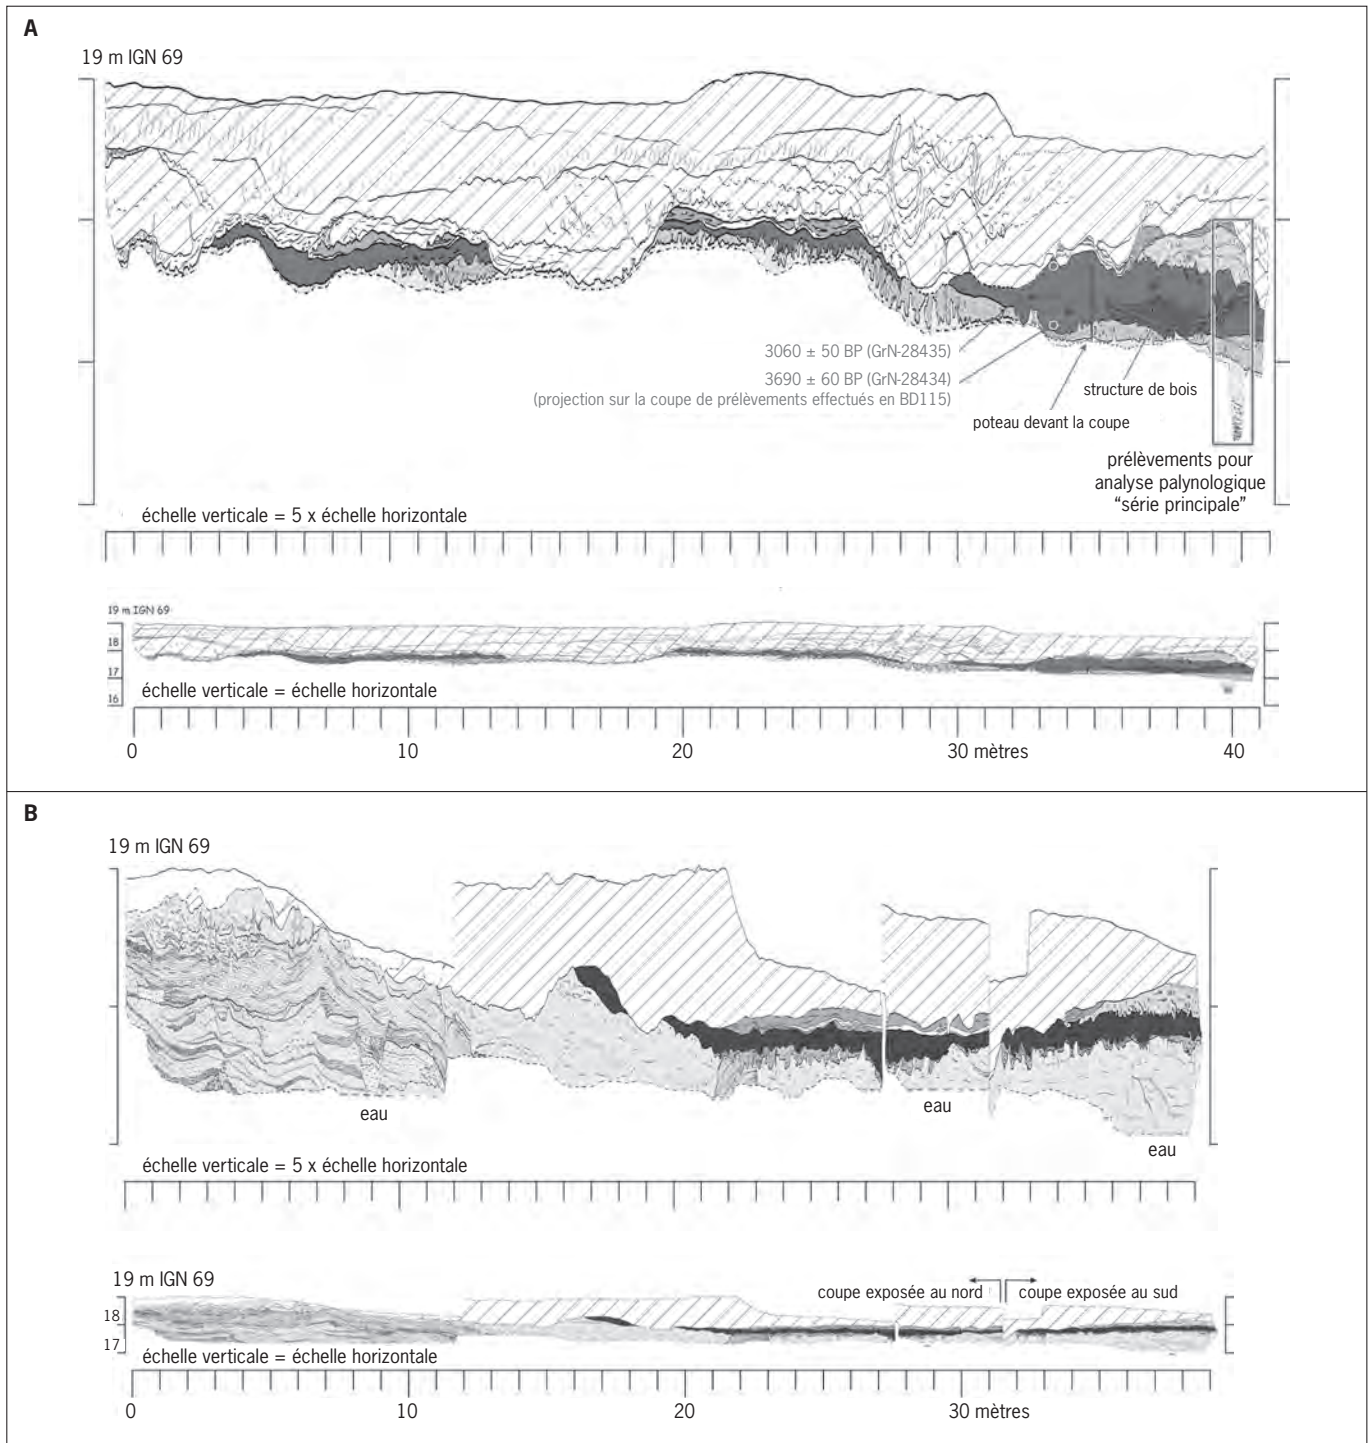 A
19 m IGN 69
3060 ± 50 BP (GrN-28435)
3690 ± 60 BP (GrN-28434)
(projection sur la coupe de prélèvements effectués en BD115)
structure de bois
poteau devant la coupe
prélèvements pour
analyse palynologique
“série principale”
échelle verticale = 5 x échelle horizontale
19 m IGN 69
18
17
16
échelle verticale = échelle horizontale
0 10 20 30 mètres 40
B
19 m IGN 69
eau
eau
eau
échelle verticale = 5 x échelle horizontale
19 m IGN 69
coupe exposée au nord coupe exposée au sud
18
17
échelle verticale = échelle horizontale
0 10 20 30 mètres